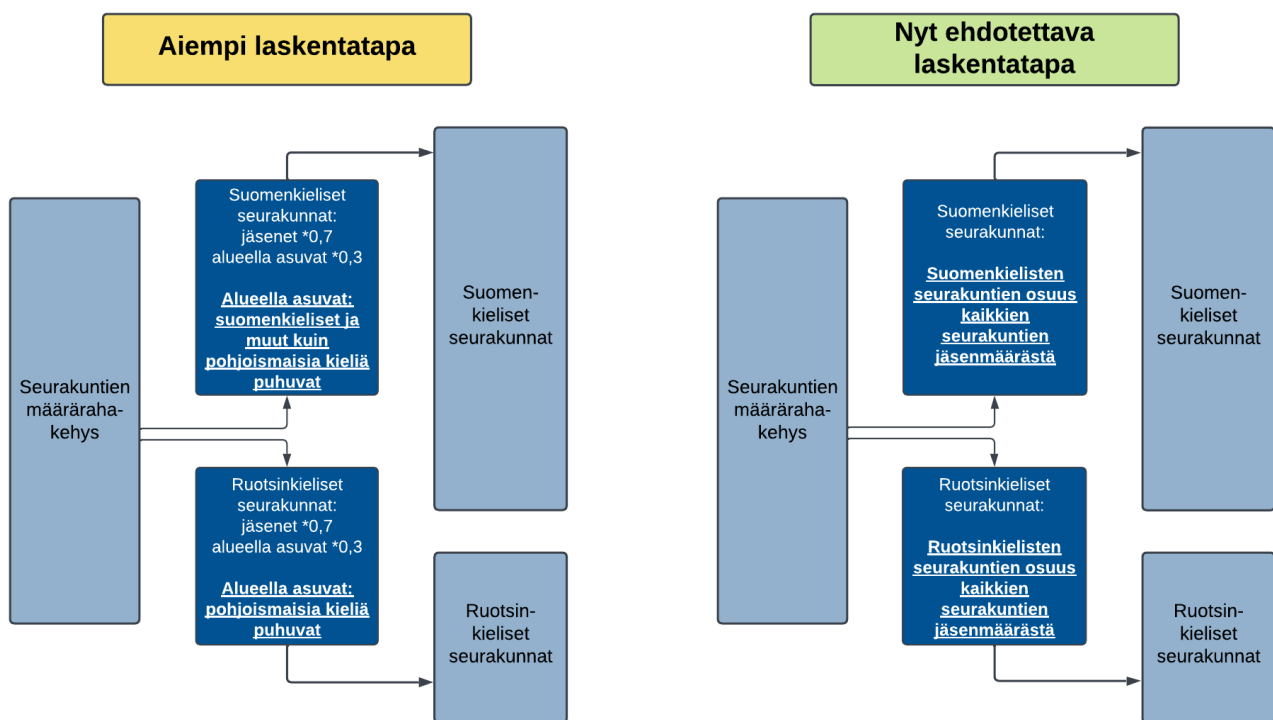 Aiempi laskentatapa
Seurakuntien
määräraha-
kehys
Suomenkieliset
seurakunnat:
jäsenet *0,7
alueella asuvat *0,3
Alueella asuvat:
suomenkieliset ja
muut kuin
pohjoismaisia kieliä
puhuvat
Ruotsinkieliset
seurakunnat:
jäsenet *0,7
alueella asuvat *0,3
Alueella asuvat:
pohjoismaisia kieliä
puhuvat
Suomen-
kieliset
seurakunnat
Ruotsin-
kieliset
seurakunnat
Nyt ehdotettava
laskentatapa
Seurakuntien
määräraha-
kehys
Suomenkieliset
seurakunnat:
Suomenkielisten
seurakuntien osuus
kaikkien
seurakuntien
jäsenmäärästä
Ruotsinkieliset
seurakunnat:
Ruotsinkielisten
seurakuntien osuus
kaikkien
seurakuntien
jäsenmäärästä
Suomen-
kieliset
seurakunnat
Ruotsin-
kieliset
seurakunnat